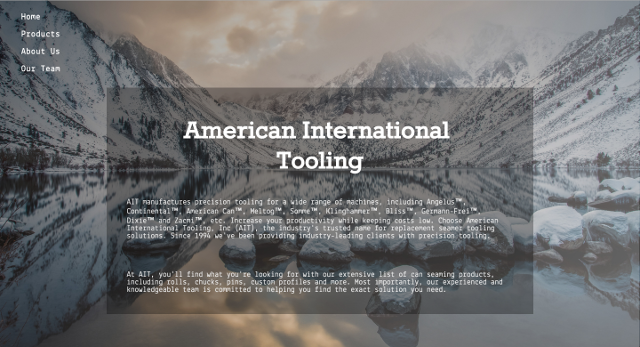 Home
Products
About Us
Our Team
American International
Tooling
AIT manufactures precision tooling for a wide range of machines, including Angelus™,
Continental™, American Can™, Heltog™, Somme™, Klinghammer™, Bliss™, Germann-Frei™,
Dixie™ and Zacmi™, etc. Increase your productivity while keeping costs low. Choose American
International Tooling, Inc (AIT), the industry's trusted name for replacement seamer tooling
solutions. Since 1994 we've been providing industry-leading clients with precision tooling.
At AIT, you'll find what you're looking for with our extensive list of can seaming products,
including rolls, chucks, pins, custom profiles and more. Most importantly, our experienced and
knowledgeable team is committed to helping you find the exact solution you need.